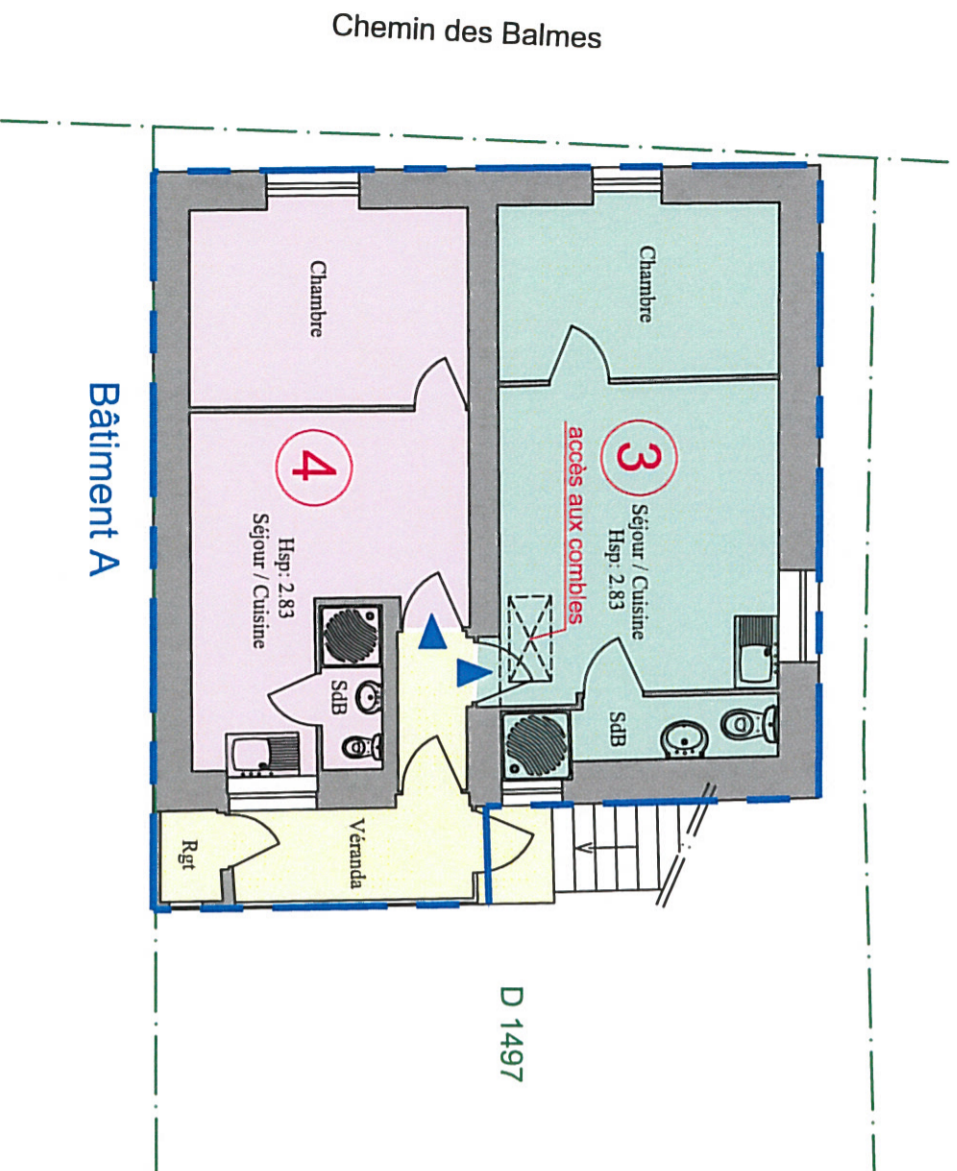 Chemin des Balmes
Chambre
Chambre
3
accès aux combles
Séjour / Cuisine
Hsp: 2.83
4
Hsp: 2.83
Séjour / Cuisine
SdB
SdB
Véranda
Rgt
Bâtiment A
D 1497